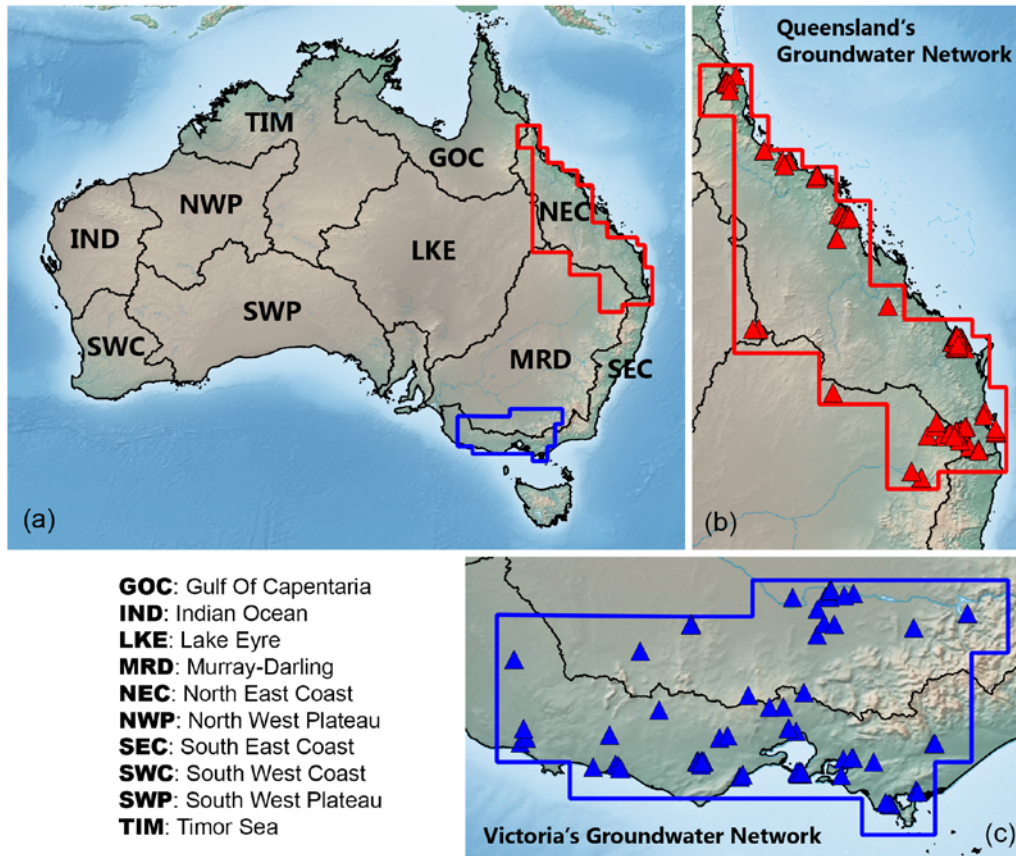 TIM
GOC
NWP
NEC
IND
LKE
SWP
SWC
MRD
SEC
(a)
Queensland's
Groundwater Network
(b)
GOC: Gulf Of Capentaria
IND: Indian Ocean
LKE: Lake Eyre
MRD: Murray-Darling
NEC: North East Coast
NWP: North West Plateau
SEC: South East Coast
SWC: South West Coast
SWP: South West Plateau
TIM: Timor Sea
Victoria's Groundwater Network
(c)